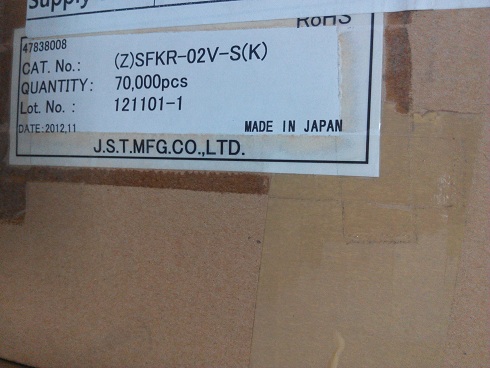 Supply
RoHS
47838008
CAT. No.: (Z)SFKR-02V-S(K)
QUANTITY: 70,000pcs
Lot. No. : 121101-1
DATE:2012,11 MADE IN JAPAN
J.S.T.MFG.CO.,LTD.